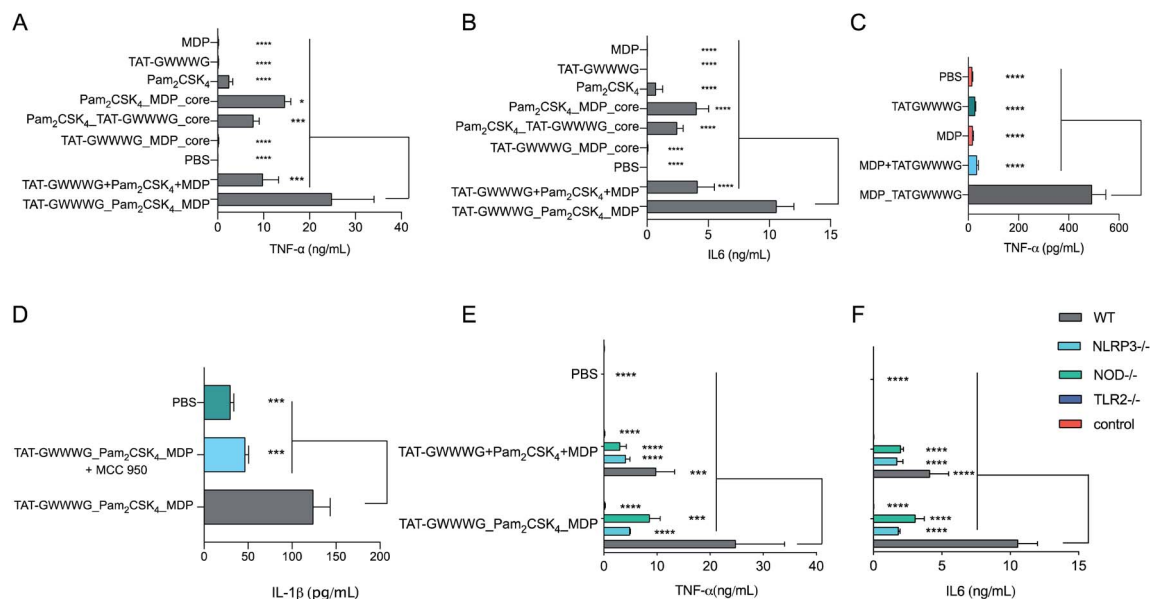 A
MDP
****
TAT-GWWWG
****
Pam2CSK4
****
Pam2CSK4_MDP_core
*
Pam2CSK4_TAT-GWWWG_core
***
TAT-GWWWG_MDP_core
****
PBS
****
TAT-GWWWG+Pam2CSK4+MDP
***
TAT-GWWWG_Pam2CSK4_MDP
0 10 20 30 40
TNF-α (ng/mL)
B
MDP
****
TAT-GWWWG
****
Pam2CSK4
****
Pam2CSK4_MDP_core
****
Pam2CSK4_TAT-GWWWG_core
****
TAT-GWWWG_MDP_core
****
PBS
****
TAT-GWWWG+Pam2CSK4+MDP
****
TAT-GWWWG_Pam2CSK4_MDP
0 5 10 15
IL6 (ng/mL)
C
PBS
****
TATGWWWG
****
MDP
****
MDP+TATGWWWG
****
MDP_TATGWWWG
0 200 400 600
TNF-α (pg/mL)
D
PBS
***
TAT-GWWWG_Pam2CSK4_MDP
+ MCC 950
***
TAT-GWWWG_Pam2CSK4_MDP
0 50 100 150 200
IL-1β (pg/mL)
E
PBS
****
TAT-GWWWG+Pam2CSK4+MDP
****
****
****
***
TAT-GWWWG_Pam2CSK4_MDP
****
***
****
0 10 20 30 40
TNF-α(ng/mL)
F
****
****
****
****
****
****
****
0 5 10 15
IL6 (ng/mL)
WT
NLRP3-/-
NOD-/-
TLR2-/-
control